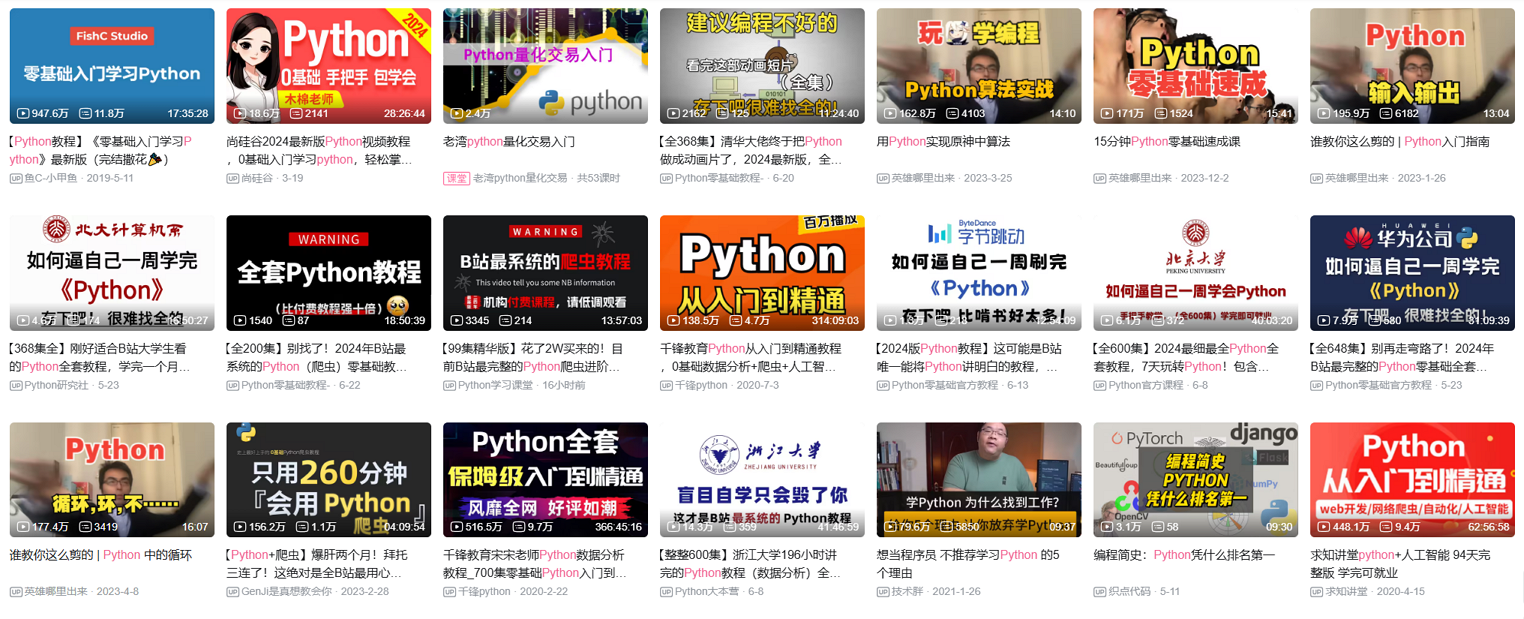 FishC Studio
零基础入门学习Python
947.6万 11.8万 17:35:28
【Python教程】《零基础入门学习P
ython》最新版（完结撒花🎉）
UP 鱼C-小甲鱼 · 2019-5-11
2024
Python
0基础 手把手 包学会
木棉老师
18.6万 2141 28:26:44
尚硅谷2024最新版Python视频教程
，0基础入门学习python，轻松掌...
UP 尚硅谷 · 3-19
Python量化交易入门
python
2.4万
老湾python量化交易入门
课堂 老湾python量化交易 · 共53课时
建议编程不好的
看完这部动画短片
（全集）
存下吧很难找全的!
2162 125 11:24:40
【全368集】清华大佬终于把Python
做成动画片了，2024最新版，全...
UP Python零基础教程- · 6-20
玩 学编程
Python算法实战
162.8万 4103 14:10
用Python实现原神中算法
UP 英雄哪里出来 · 2023-3-25
Python
零基础速成
171万 1524 15:41
15分钟Python零基础速成课
UP 英雄哪里出来 · 2023-12-2
Python
输入输出
195.9万 6182 13:04
谁教你这么剪的 | Python入门指南
UP 英雄哪里出来 · 2023-1-26
北大计算机系
如何逼自己一周学完
《Python》
存下吧！很难找全的
174 16:50:27
【368集全】刚好适合B站大学生看
的Python全套教程，学完一个月...
UP Python研究社 · 5-23
WARNING
全套Python教程
（比付费教程强十倍）
1540 87 18:50:39
【全200集】别找了！2024年B站最
系统的Python（爬虫）零基础教...
UP Python零基础教程- · 6-22
WARNING
B站最系统的爬虫教程
This video tell you some NB information
机构付费课程，请低调观看
3345 214 13:57:03
【99集精华版】花了2W买来的！目
前B站最完整的Python爬虫进阶...
UP Python学习课堂 · 16小时前
百万播放
Python
从入门到精通
138.5万 4.7万 314:09:03
千锋教育Python从入门到精通教程
，0基础数据分析+爬虫+人工智...
UP 千锋python · 2020-7-3
ByteDance
字节跳动
如何逼自己一周刷完
《Python》
存下吧 比啃书好太多！
218 12:54:09
【2024版Python教程】这可能是B站
唯一能将Python讲明白的教程，...
UP Python零基础官方教程 · 6-13
北京大学
PEKING UNIVERSITY
如何逼自己一周学会Python
手把手教学，（全600集）学完即可就业
6.1万 372 40:03:20
【全600集】2024最细最全Python全
套教程，7天玩转Python！包含...
UP Python官方课程 · 6-8
HUAWEI
华为公司
如何逼自己一周学完
《Python》
存下吧，很难找全的
7.9万 580 31:09:39
【全648集】别再走弯路了！2024年
B站最完整的Python零基础全套...
UP Python零基础官方教程 · 5-23
Python
循环,环,不······
177.4万 3419 16:07
谁教你这么剪的 | Python 中的循环
UP 英雄哪里出来 · 2023-4-8
只用260分钟
『会用 Python
爬虫』
156.2万 1.1万 04:09:54
【Python+爬虫】爆肝两个月！拜托
三连了！这绝对是全B站最用心...
UP GenJi是真想教会你 · 2023-2-28
Python全套
保姆级入门到精通
风靡全网 好评如潮
516.5万 9.7万 366:45:16
千锋教育宋宋老师Python数据分析
教程_700集零基础Python入门到...
UP 千锋python · 2020-2-22
浙江大学
ZHEJIANG UNIVERSITY
盲目自学只会毁了你
这才是B站 最系统的 Python教程
14.3万 339 41:46:59
【整整600集】浙江大学196小时讲
完的Python教程（数据分析）全...
UP Python大本营 · 6-8
学Python 为什么找到工作?
你放弃学Python
79.6万 5850 09:37
想当程序员 不推荐学习Python 的5
个理由
UP 技术胖 · 2021-1-26
PyTorch
django
Beautifulsoup
Flask
NumPy
OpenCV
编程简史
PYTHON
凭什么排名第一
3.1万 58 09:30
编程简史：Python凭什么排名第一
UP 织点代码 · 5-11
Python
从入门到精通
web开发/网络爬虫/自动化/人工智能
448.1万 9.4万 62:56:58
求知讲堂python+人工智能 94天完
整版 学完可就业
UP 求知讲堂 · 2020-4-15